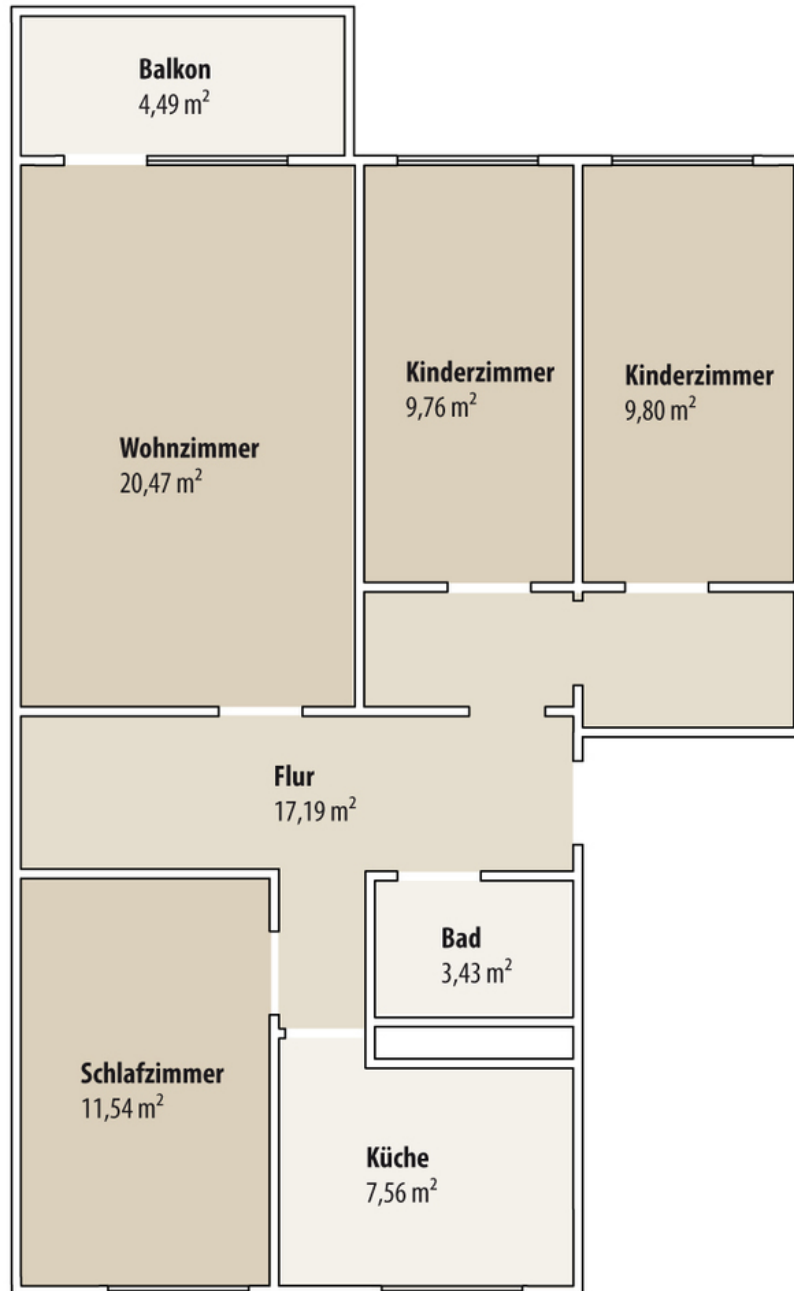 Balkon
4,49 m²
Kinderzimmer
9,76 m²
Kinderzimmer
9,80 m²
Wohnzimmer
20,47 m²
Flur
17,19 m²
Bad
3,43 m²
Schlafzimmer
11,54 m²
Küche
7,56 m²